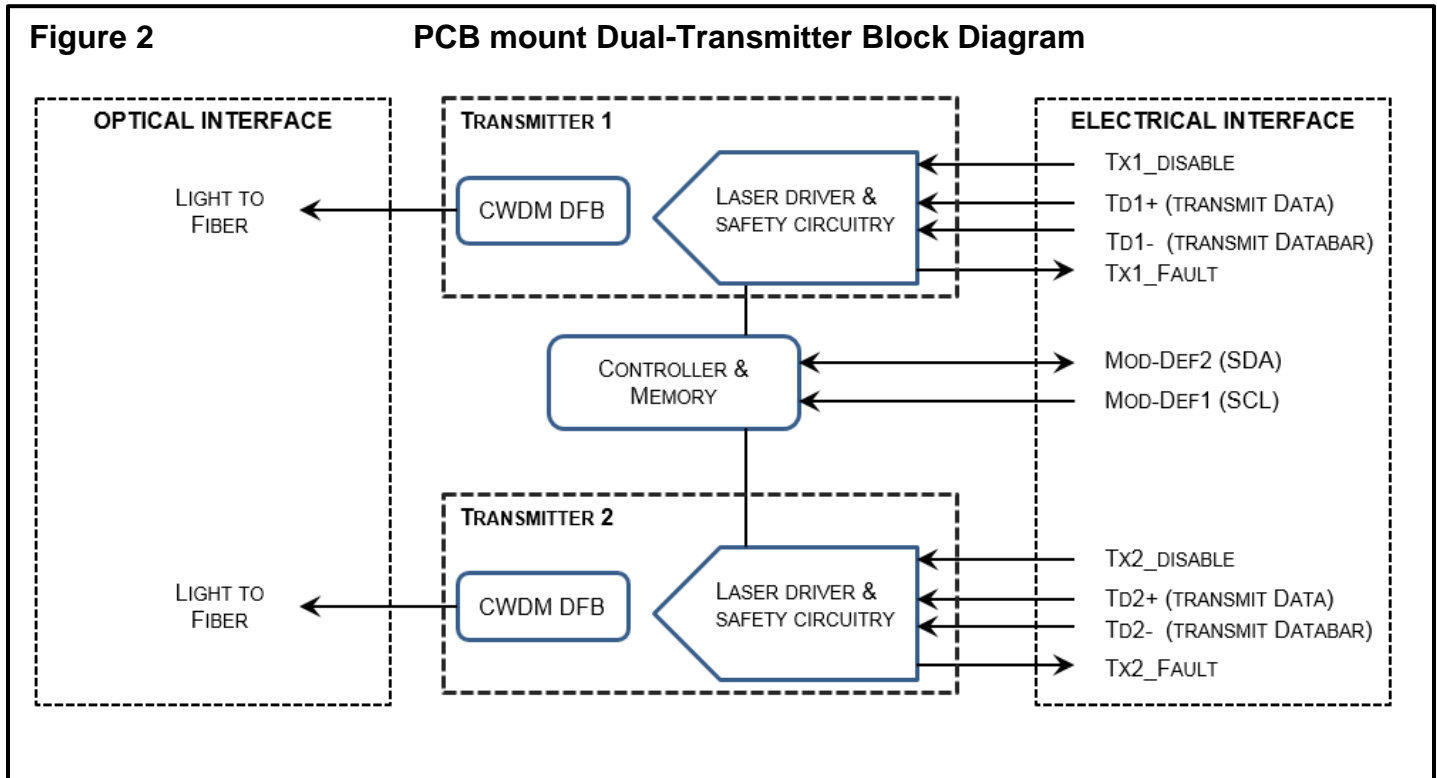 Figure 2 PCB mount Dual-Transmitter Block Diagram
OPTICAL INTERFACE
TRANSMITTER 1
ELECTRICAL INTERFACE
LIGHT TO
FIBER
CWDM DFB
LASER DRIVER &
SAFETY CIRCUITRY
TX1_DISABLE
TD1+ (TRANSMIT DATA)
TD1- (TRANSMIT DATABAR)
TX1_FAULT
CONTROLLER &
MEMORY
MOD-DEF2 (SDA)
MOD-DEF1 (SCL)
TRANSMITTER 2
LIGHT TO
FIBER
CWDM DFB
LASER DRIVER &
SAFETY CIRCUITRY
TX2_DISABLE
TD2+ (TRANSMIT DATA)
TD2- (TRANSMIT DATABAR)
TX2_FAULT